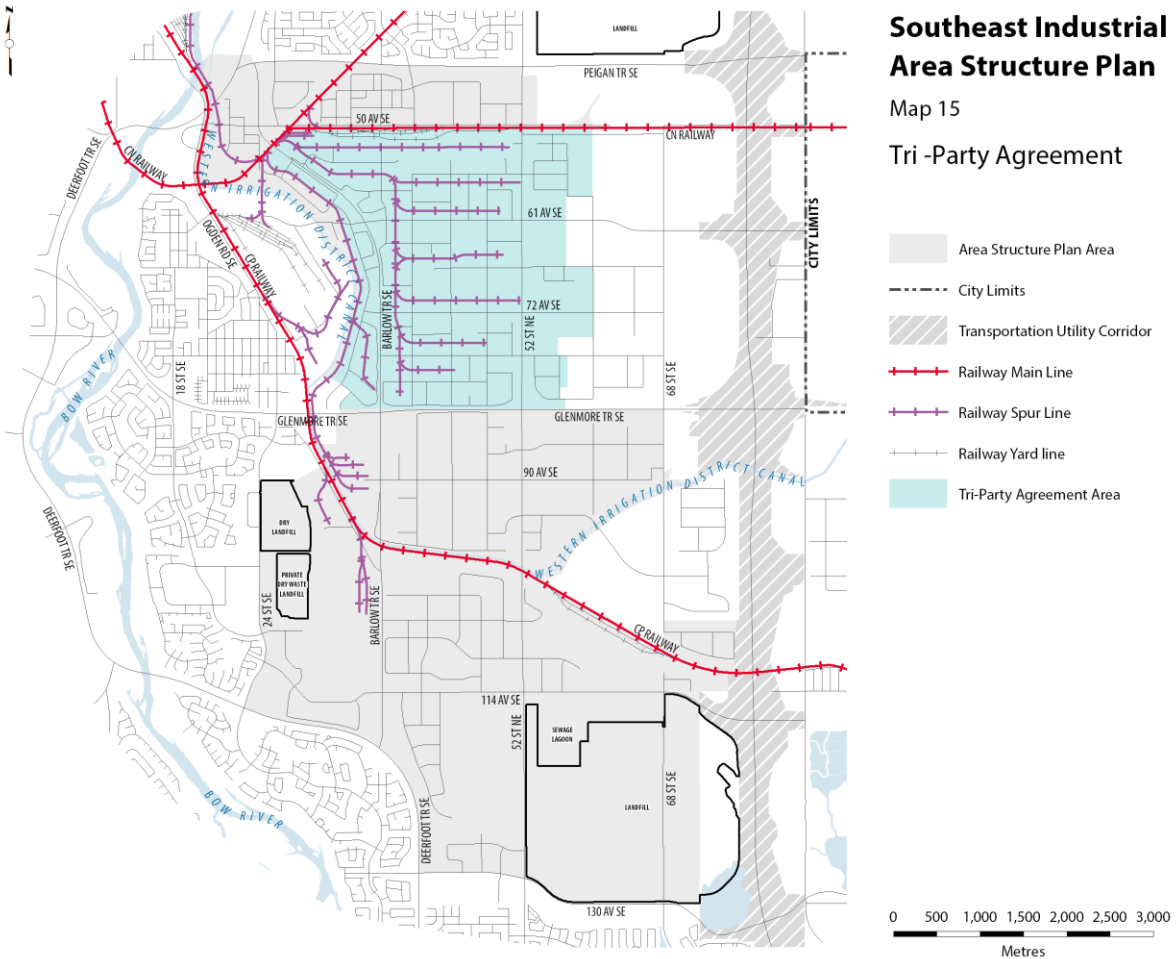 Southeast Industrial
Area Structure Plan
Map 15
Tri -Party Agreement
Area Structure Plan Area
City Limits
Transportation Utility Corridor
Railway Main Line
Railway Spur Line
Railway Yard line
Tri-Party Agreement Area
0 500 1,000 1,500 2,000 2,500 3,000
Metres
Z
LANDFILL
PEIGAN TR SE
50 AV SE
CN RAILWAY
DEERFOOT TR SE
CN RAILWAY
WESTERN IRRIGATION DISTRICT CANAL
61 AV SE
OGDEN RD SE
CP RAILWAY
CITY LIMITS
BARLOW TR SE
72 AV SE
52 ST NE
18 ST SE
68 ST SE
BOW RIVER
GLENMORE TR SE
GLENMORE TR SE
90 AV SE
WESTERN IRRIGATION DISTRICT CANAL
DEERFOOT TR SE
DRY
LANDFILL
PRIVATE
DRY WASTE
LANDFILL
24 ST SE
BARLOW TR SE
CP RAILWAY
114 AV SE
52 ST NE
SEWAGE
LAGOON
68 ST SE
LANDFILL
BOW RIVER
DEERFOOT TR SE
130 AV SE